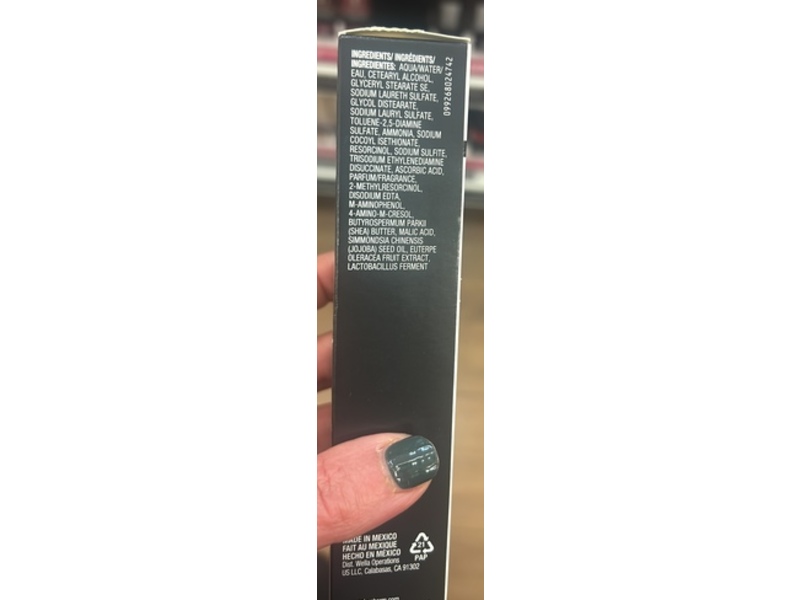 INGREDIENTS/ INGRÉDIENTS/
INGREDIENTES: AQUA/WATER/
EAU, CETEARYL ALCOHOL,
GLYCERYL STEARATE SE,
SODIUM LAURETH SULFATE,
GLYCOL DISTEARATE,
SODIUM LAURYL SULFATE,
TOLUENE-2,5-DIAMINE
SULFATE, AMMONIA, SODIUM
COCOYL ISETHIONATE,
RESORCINOL, SODIUM SULFITE,
TRISODIUM ETHYLENEDIAMINE
DISUCCINATE, ASCORBIC ACID,
PARFUM/FRAGRANCE,
2-METHYLRESORCINOL,
DISODIUM EDTA,
M-AMINOPHENOL,
4-AMINO-M-CRESOL,
BUTYROSPERMUM PARKII
(SHEA) BUTTER, MALIC ACID,
SIMMONDSIA CHINENSIS
(JOJOBA) SEED OIL, EUTERPE
OLERACEA FRUIT EXTRACT,
LACTOBACILLUS FERMENT
099268024742
MADE IN MEXICO
FAIT AU MEXIQUE
HECHO EN MÉXICO
Dist. Wella Operations
US LLC, Calabasas, CA 91302
21
PAP